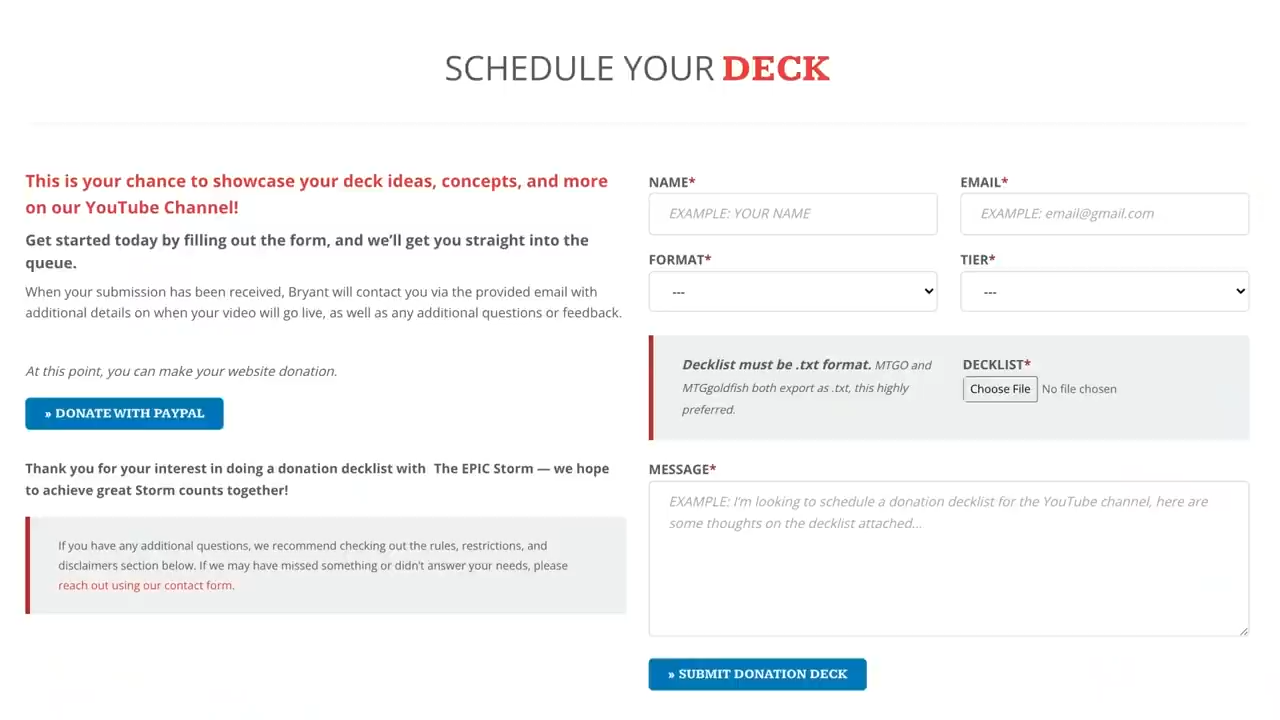 SCHEDULE YOUR DECK
This is your chance to showcase your deck ideas, concepts, and more
on our YouTube Channel!
Get started today by filling out the form, and we'll get you straight into the
queue.
When your submission has been received, Bryant will contact you via the provided email with
additional details on when your video will go live, as well as any additional questions or feedback.
At this point, you can make your website donation.
» DONATE WITH PAYPAL
Thank you for your interest in doing a donation decklist with The EPIC Storm — we hope
to achieve great Storm counts together!
If you have any additional questions, we recommend checking out the rules, restrictions, and
disclaimers section below. If we may have missed something or didn't answer your needs, please
reach out using our contact form.
NAME*
EXAMPLE: YOUR NAME
EMAIL*
EXAMPLE: email@gmail.com
FORMAT*
---
TIER*
---
Decklist must be .txt format. MTGO and
MTGgoldfish both export as .txt, this highly
preferred.
DECKLIST*
Choose File No file chosen
MESSAGE*
EXAMPLE: I'm looking to schedule a donation decklist for the YouTube channel, here are
some thoughts on the decklist attached...
» SUBMIT DONATION DECK